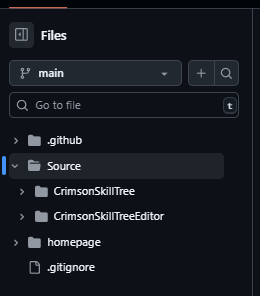 Files
main
Go to file
t
.github
Source
CrimsonSkillTree
CrimsonSkillTreeEditor
homepage
.gitignore